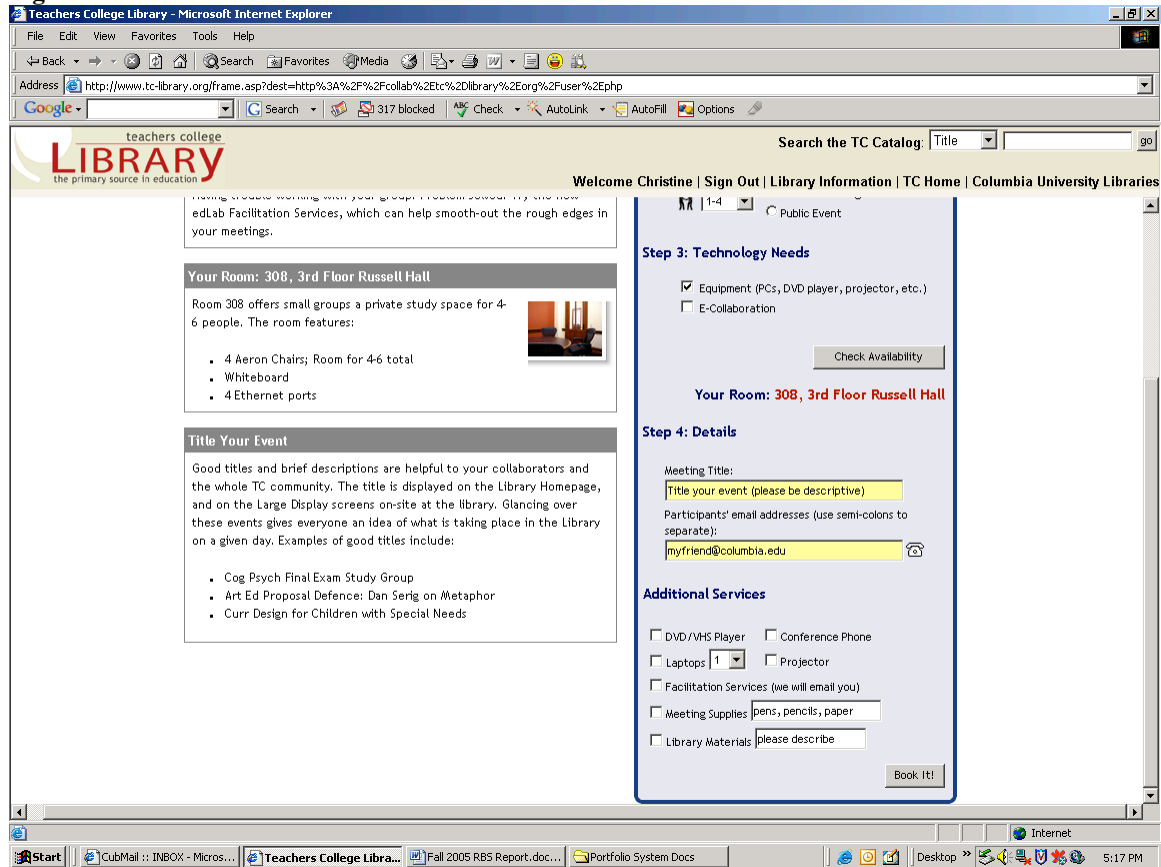 Teachers College Library - Microsoft Internet Explorer
File Edit View Favorites Tools Help
Back Search Favorites Media
Address http://www.tc-library.org/frame.asp?dest=http%3A%2F%2Fcollab%2Etc%2Dlibrary%2Eorg%2Fuser%2Ephp
Google Search 317 blocked ABC Check AutoLink AutoFill Options
teachers college
LIBRARY
the primary source in education
Search the TC Catalog: Title go
Welcome Christine | Sign Out | Library Information | TC Home | Columbia University Libraries
edLab Facilitation Services, which can help smooth-out the rough edges in
your meetings.
Your Room: 308, 3rd Floor Russell Hall
Room 308 offers small groups a private study space for 4-
6 people. The room features:
4 Aeron Chairs; Room for 4-6 total
Whiteboard
4 Ethernet ports
Title Your Event
Good titles and brief descriptions are helpful to your collaborators and
the whole TC community. The title is displayed on the Library Homepage,
and on the Large Display screens on-site at the library. Glancing over
these events gives everyone an idea of what is taking place in the Library
on a given day. Examples of good titles include:
Cog Psych Final Exam Study Group
Art Ed Proposal Defence: Dan Serig on Metaphor
Curr Design for Children with Special Needs
1-4
Public Event
Step 3: Technology Needs
Equipment (PCs, DVD player, projector, etc.)
E-Collaboration
Check Availability
Your Room: 308, 3rd Floor Russell Hall
Step 4: Details
Meeting Title:
Title your event (please be descriptive)
Participants' email addresses (use semi-colons to
separate):
myfriend@columbia.edu
Additional Services
DVD/VHS Player Conference Phone
Laptops 1 Projector
Facilitation Services (we will email you)
Meeting Supplies pens, pencils, paper
Library Materials please describe
Book It!
Internet
Start CubMail :: INBOX - Micros... Teachers College Libra... Fall 2005 RBS Report.doc... Portfolio System Docs Desktop » 5:17 PM